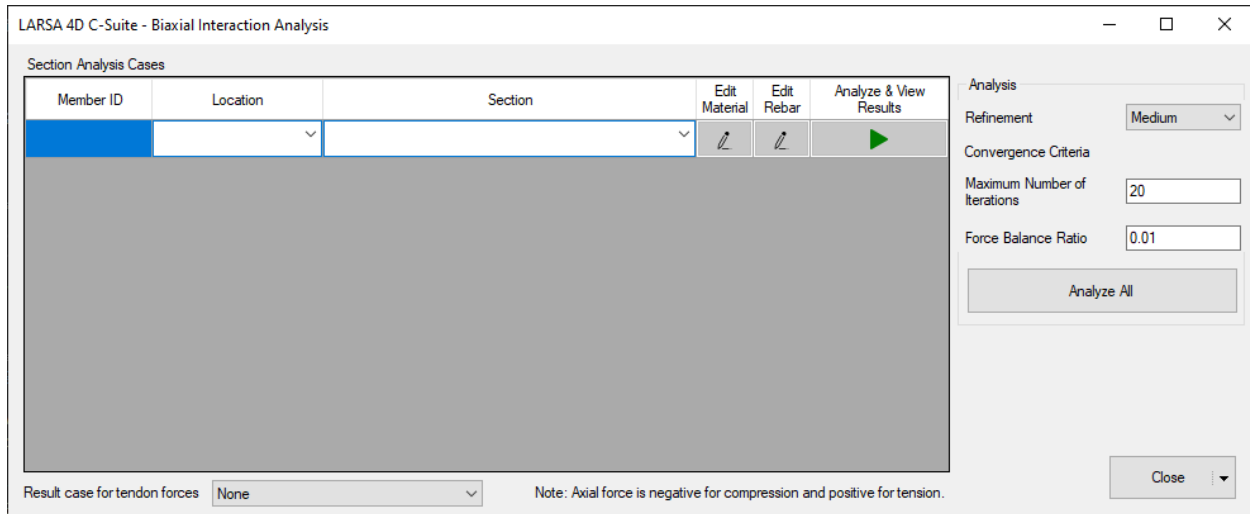 LARSA 4D C-Suite - Biaxial Interaction Analysis
Section Analysis Cases
Member ID
Location
Section
Edit
Material
Edit
Rebar
Analyze & View
Results
Analysis
Refinement
Medium
Convergence Criteria
Maximum Number of
Iterations
20
Force Balance Ratio
0.01
Analyze All
Result case for tendon forces
None
Note: Axial force is negative for compression and positive for tension.
Close